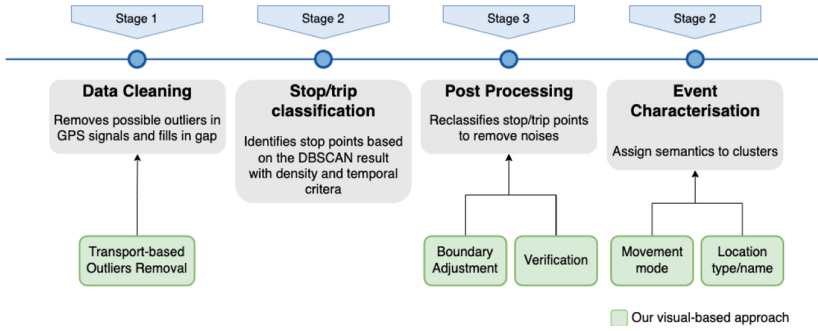 Stage 1
Stage 2
Stage 3
Stage 2
Data Cleaning
Removes possible outliers in
GPS signals and fills in gap
Stop/trip
classification
Identifies stop points based
on the DBSCAN result
with density and temporal
critera
Post Processing
Reclassifies stop/trip points
to remove noises
Event
Characterisation
Assign semantics to clusters
Transport-based
Outliers Removal
Boundary
Adjustment
Verification
Movement
mode
Location
type/name
Our visual-based approach